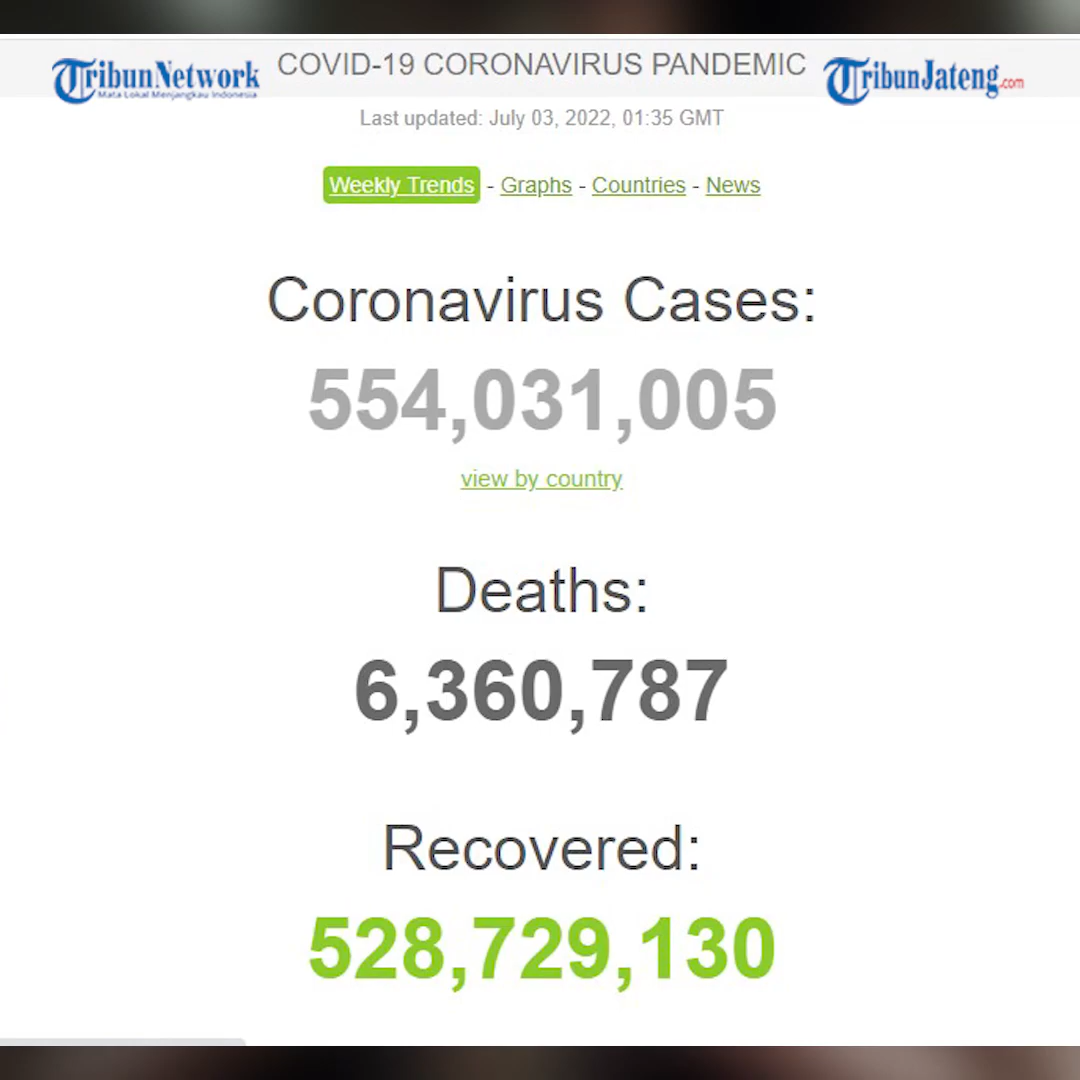 TribunNetwork
Mata Lokal Menjangkau Indonesia
COVID-19 CORONAVIRUS PANDEMIC
TribunJateng.com
Last updated: July 03, 2022, 01:35 GMT
Weekly Trends - Graphs - Countries - News
Coronavirus Cases:
554,031,005
view by country
Deaths:
6,360,787
Recovered:
528,729,130